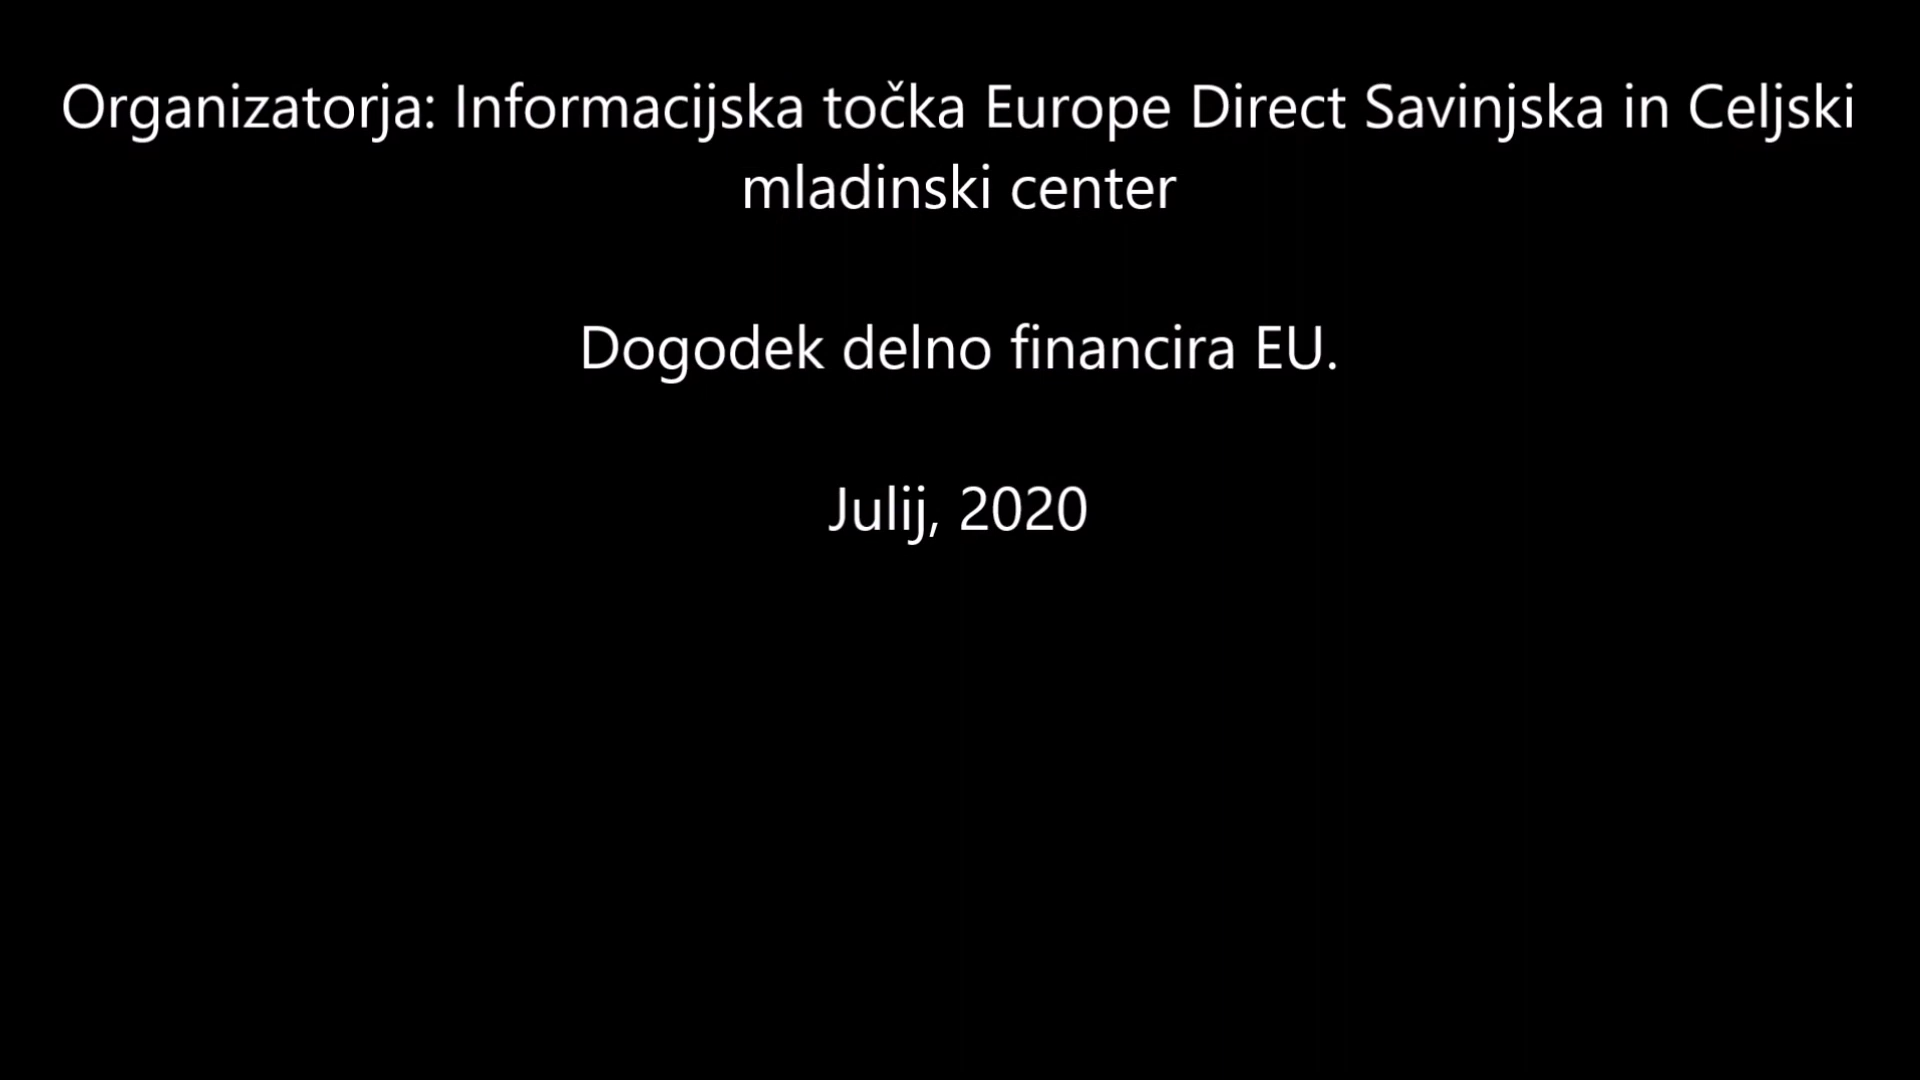 Organizatorja: Informacijska točka Europe Direct Savinjska in Celjski
mladinski center
Dogodek delno financira EU.
Julij, 2020